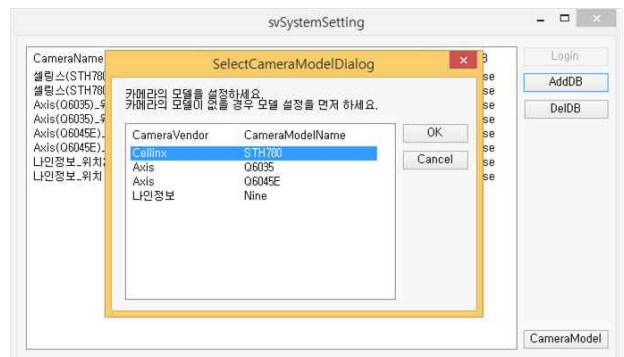 svSystemSetting
CameraName
셀링스(STH780
셀링스(STH780
Axis(Q6035)_
Axis(Q6035)_
Axis(Q6045E)_
Axis(Q6045E)_
나인정보_위치
나인정보_위치
se
se
se
se
se
se
se
se
Login
AddDB
DelDB
CameraModel
SelectCameraModelDialog
카메라의 모델을 설정하세요.
카메라의 모델이 없을 경우 모델 설정을 먼저 하세요.
CameraVendor CameraModelName
Cellinx STH780
Axis Q6035
Axis Q6045E
나인정보 Nine
OK
Cancel